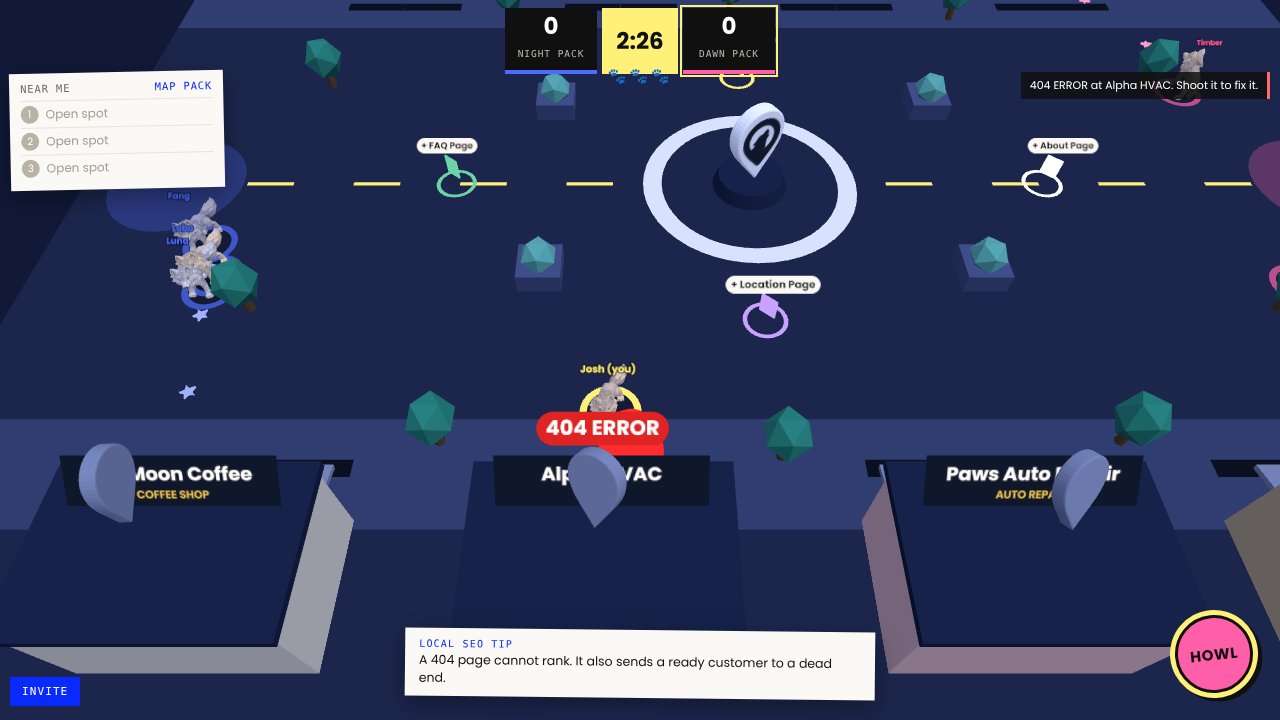 0
NIGHT PACK
2:26
0
DAWN PACK
Timber
404 ERROR at Alpha HVAC. Shoot it to fix it.
NEAR ME
MAP PACK
1 Open spot
2 Open spot
3 Open spot
+ FAQ Page
+ About Page
Fang
Lobo
Luna
+ Location Page
Josh (you)
404 ERROR
Moon Coffee
COFFEE SHOP
HVAC
Paws Auto
LOCAL SEO TIP
A 404 page cannot rank. It also sends a ready customer to a dead
end.
HOWL
INVITE